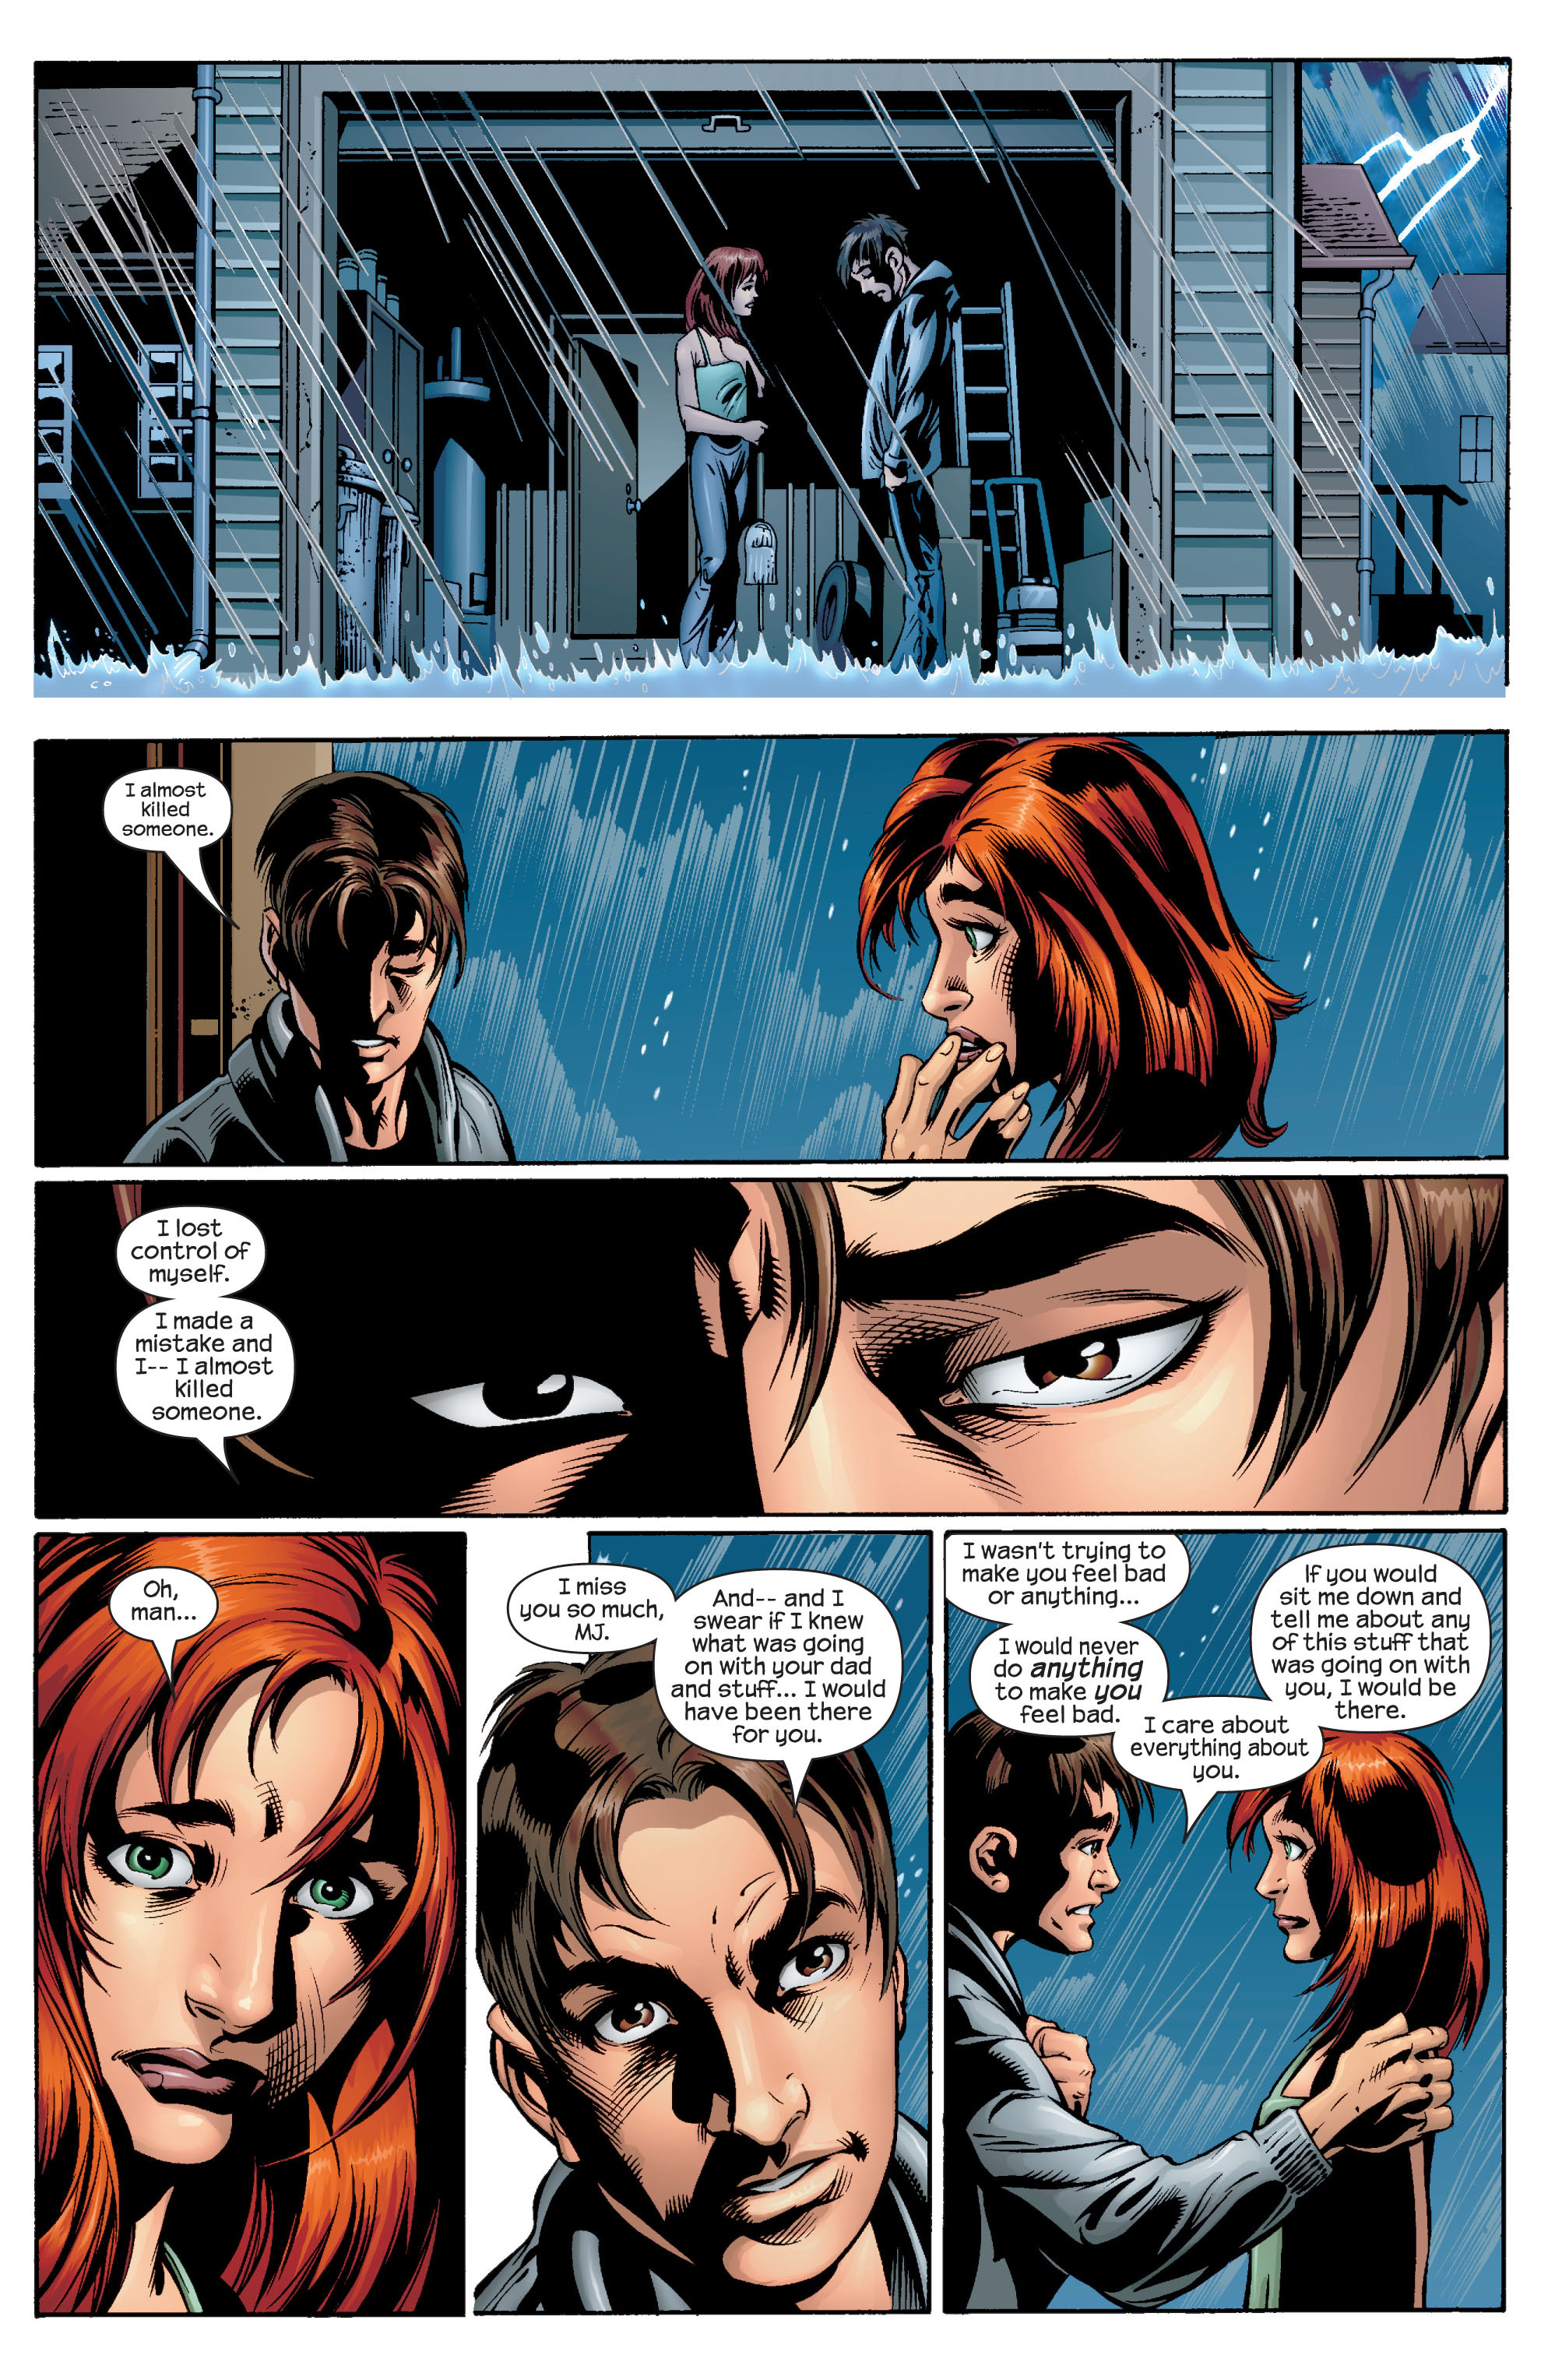 I almost
killed
someone.
I lost
control of
myself.
I made a
mistake and
I-- I almost
killed
someone.
Oh,
man...
I miss
you so much,
MJ.
And-- and I
swear if I knew
what was going
on with your dad
and stuff... I would
have been there
for you.
I wasn't trying to
make you feel bad
or anything...
I would never
do anything
to make you
feel bad.
I care about
everything about
you.
If you would
sit me down and
tell me about any
of this stuff that
was going on with
you, I would be
there.